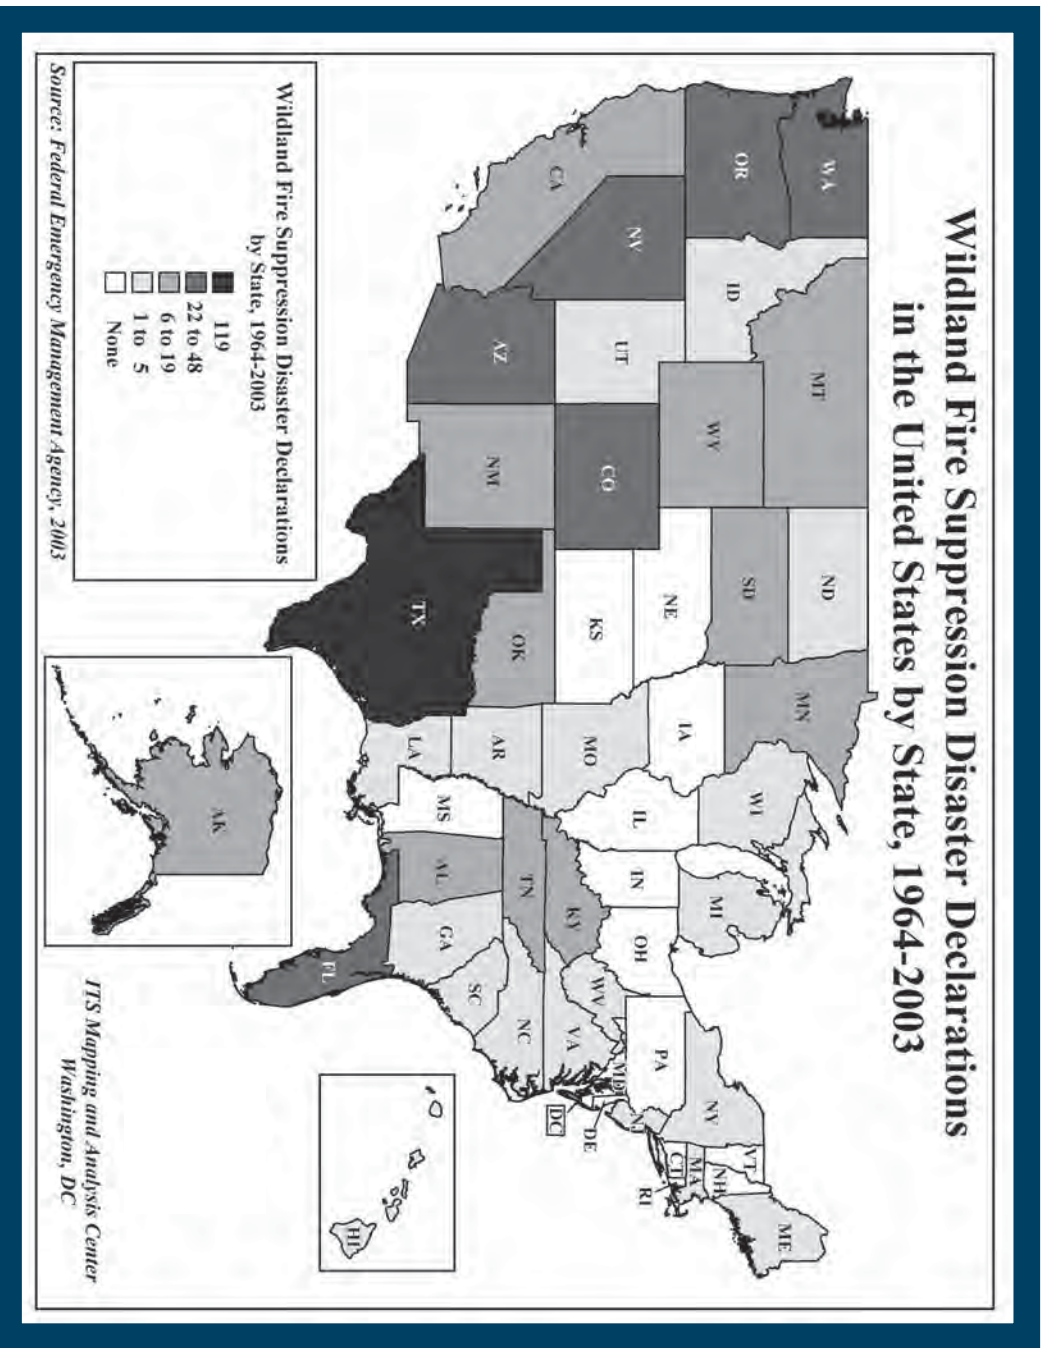 Wildland Fire Suppression Disaster Declarations
in the United States by State, 1964-2003
WA
OR
CA
NV
ID
MT
UT
AZ
WY
CO
NM
ND
SD
NE
KS
OK
TX
MN
IA
MO
AR
LA
WI
IL
MS
MI
IN
OH
KY
TN
AL
GA
FL
SC
NC
VA
WV
PA
MD
DC
DE
NJ
NY
VT
NH
MA
CT
RI
ME
AK
HI
Wildland Fire Suppression Disaster Declarations
by State, 1964-2003
119
22 to 48
6 to 19
1 to 5
None
Source: Federal Emergency Management Agency, 2003
ITS Mapping and Analysis Center
Washington, DC